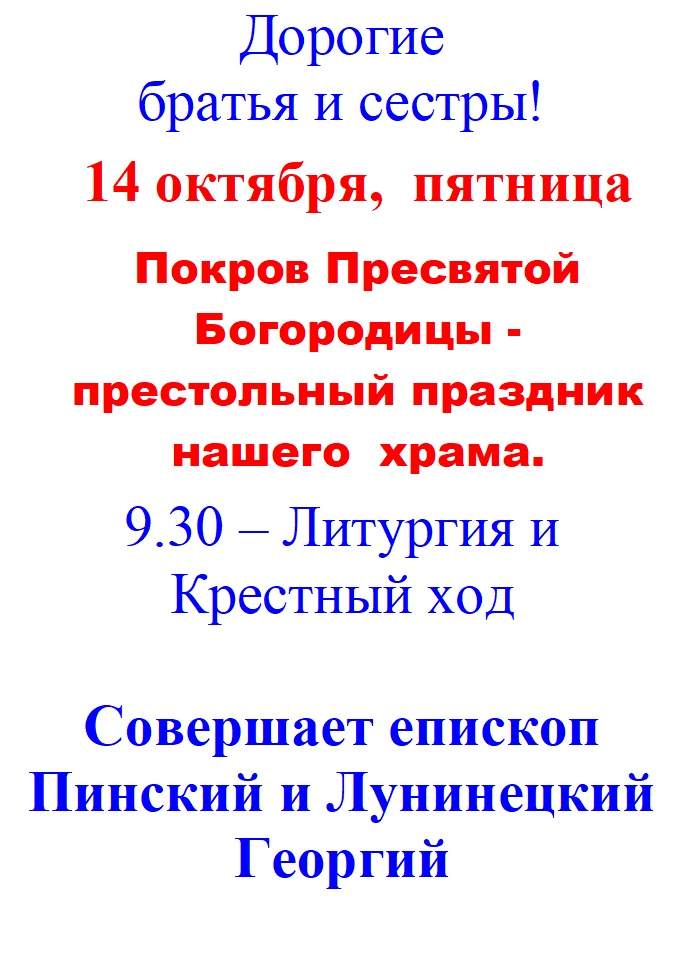 Дорогие
братья и сестры!
14 октября,  пятница
Покров Пресвятой
Богородицы -
престольный праздник
нашего  храма.
9.30 – Литургия и
Крестный ход
Совершает епископ
Пинский и Лунинецкий
Георгий